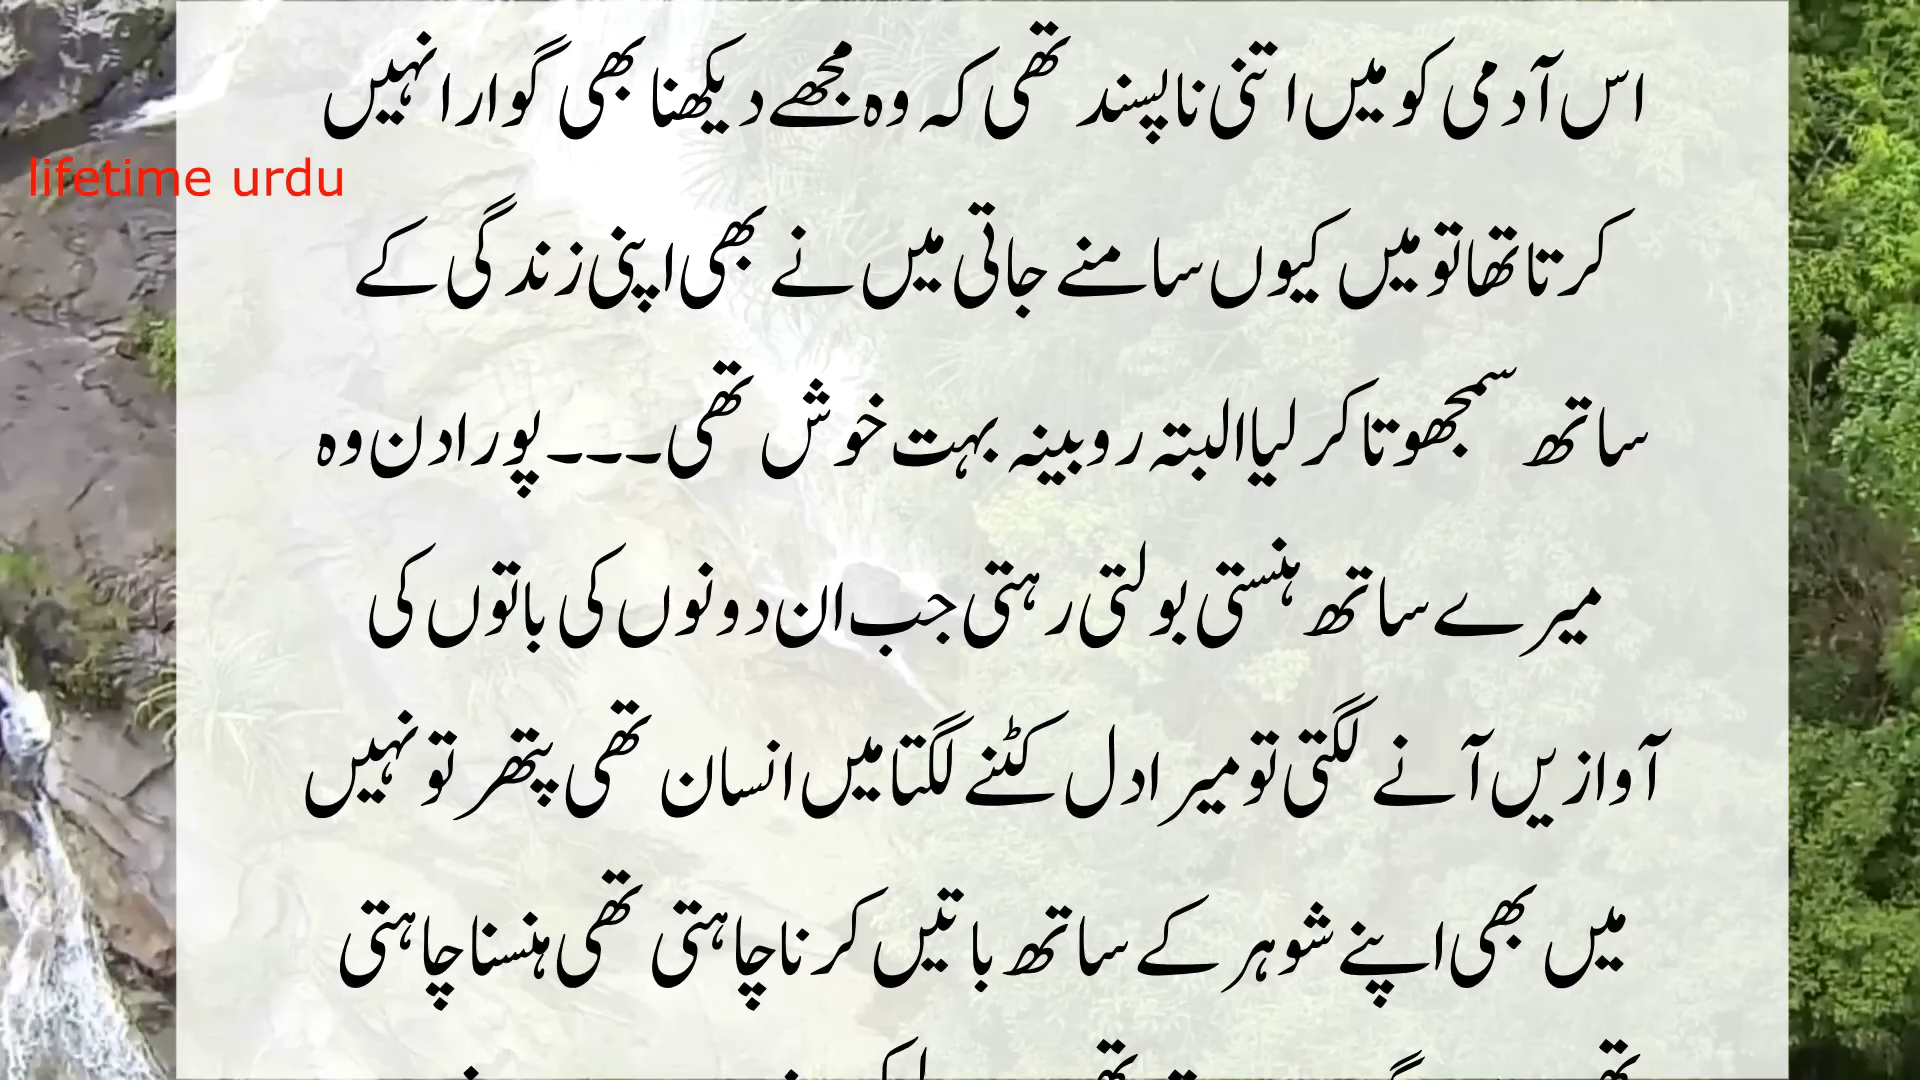 اس آدمی کو میں اتنی ناپسند تھی کہ وہ مجھے دیکھنا بھی گوارا نہیں
lifetime urdu
کرتا تھا تو میں کیوں سامنے جاتی میں نے بھی اپنی زندگی کے
ساتھ سمجھوتا کر لیا البتہ روبینہ بہت خوش تھی۔۔۔ پورا دن وہ
میرے ساتھ ہنستی بولتی رہتی جب ان دونوں کی باتوں کی
آوازیں آنے لگتی تو میرا دل کٹنے لگتا میں انسان تھی پتھر تو نہیں
میں بھی اپنے شوہر کے ساتھ باتیں کرنا چاہتی تھی ہنسنا چاہتی